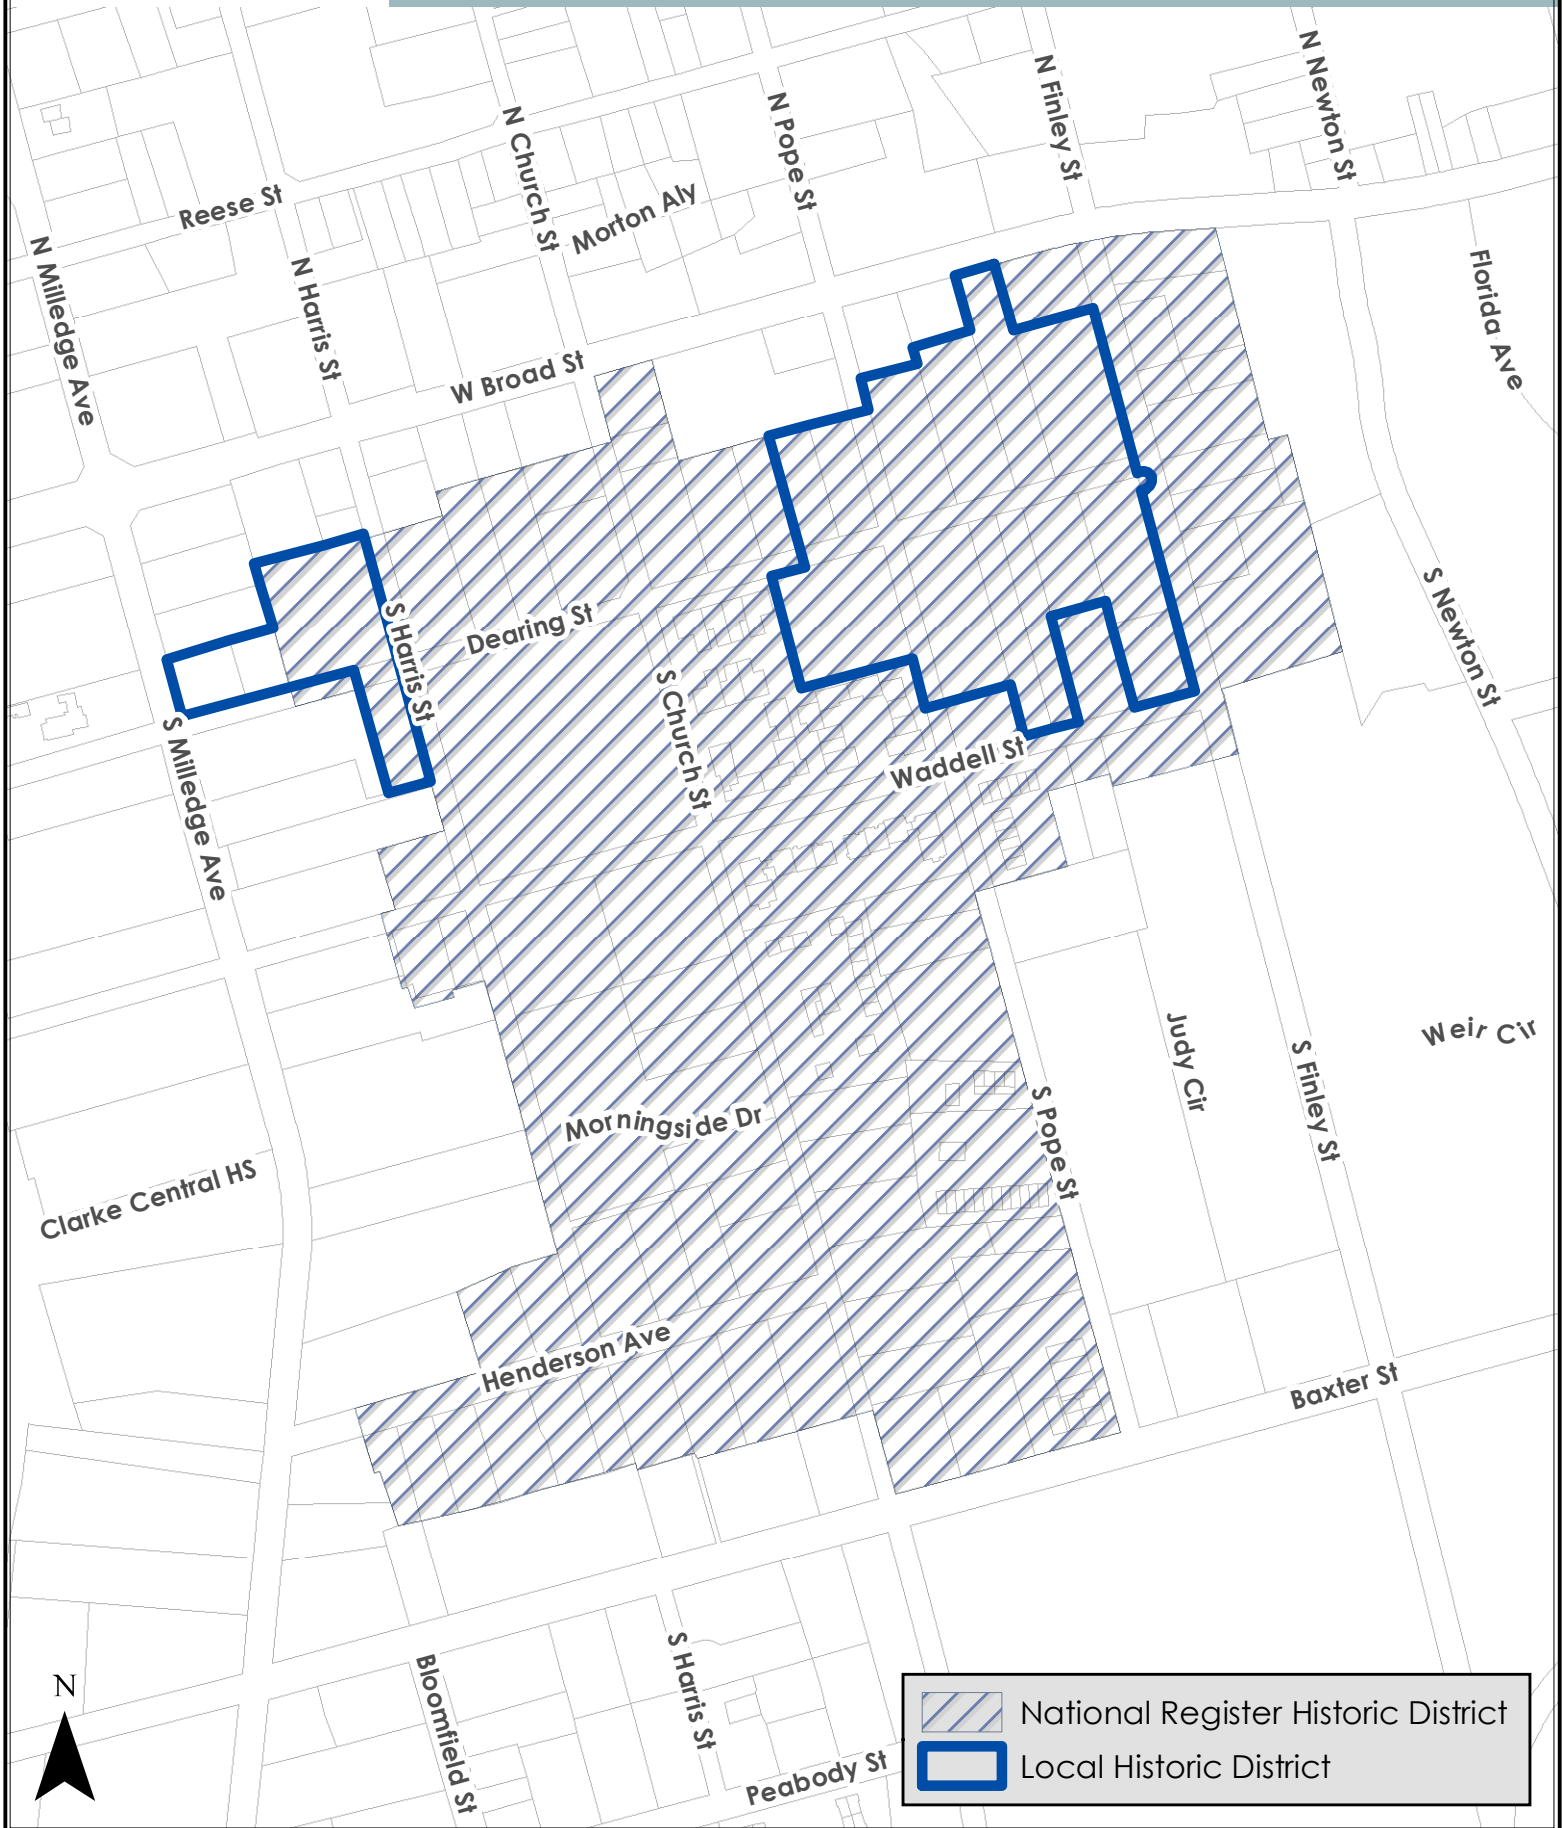 N Newton St
N Finley St
N Pope St
N Church St
Reese St
Morton Aly
N Milledge Ave
N Harris St
Florida Ave
W Broad St
S Harris St
Dearing St
S Newton St
S Church St
S Milledge Ave
Waddell St
Judy Cir
Weir Cir
S Finley St
S Pope St
Morningside Dr
Clarke Central HS
Henderson Ave
Baxter St
S Harris St
Bloomfield St
Peabody St
N
National Register Historic District
Local Historic District